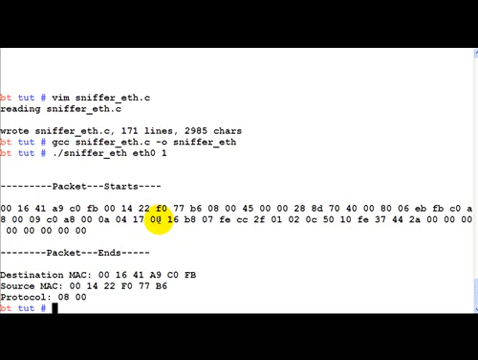 bt tut # vim sniffer_eth.c
reading sniffer_eth.c
wrote sniffer_eth.c, 171 lines, 2985 chars
bt tut # gcc sniffer_eth.c -o sniffer_eth
bt tut # ./sniffer_eth eth0 1
---------Packet---Starts----
00 16 41 a9 c0 fb 00 14 22 f0 77 b6 08 00 45 00 00 28 8d 70 40 00 80 06 eb fb c0 a
8 00 09 c0 a8 00 0a 04 17 00 16 b8 07 fe cc 2f 01 02 0c 50 10 fe 37 44 2a 00 00 00
00 00 00 00 00
--------Packet---Ends-----
Destination MAC: 00 16 41 A9 C0 FB
Source MAC: 00 14 22 F0 77 B6
Protocol: 08 00
bt tut #